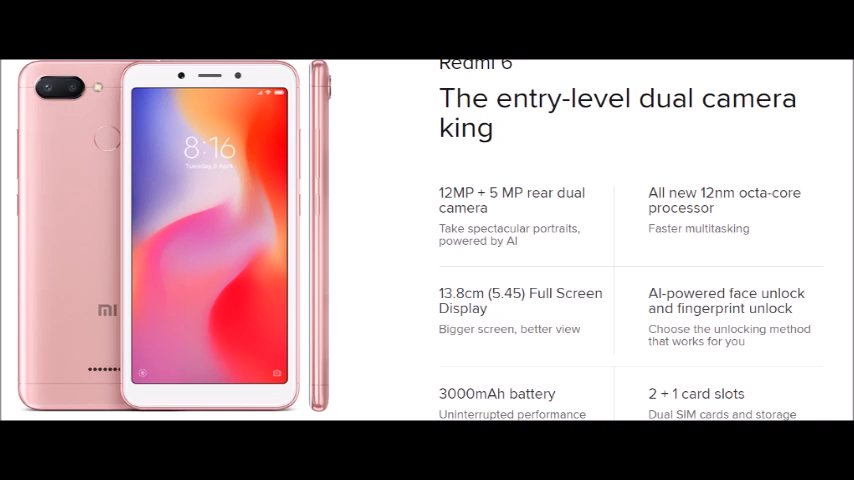 Redmi 6
The entry-level dual camera
king
8:16
mi
12MP + 5 MP rear dual
camera
Take spectacular portraits,
powered by AI
All new 12nm octa-core
processor
Faster multitasking
13.8cm (5.45) Full Screen
Display
Bigger screen, better view
AI-powered face unlock
and fingerprint unlock
Choose the unlocking method
that works for you
3000mAh battery
Uninterrupted performance
2 + 1 card slots
Dual SIM cards and storage